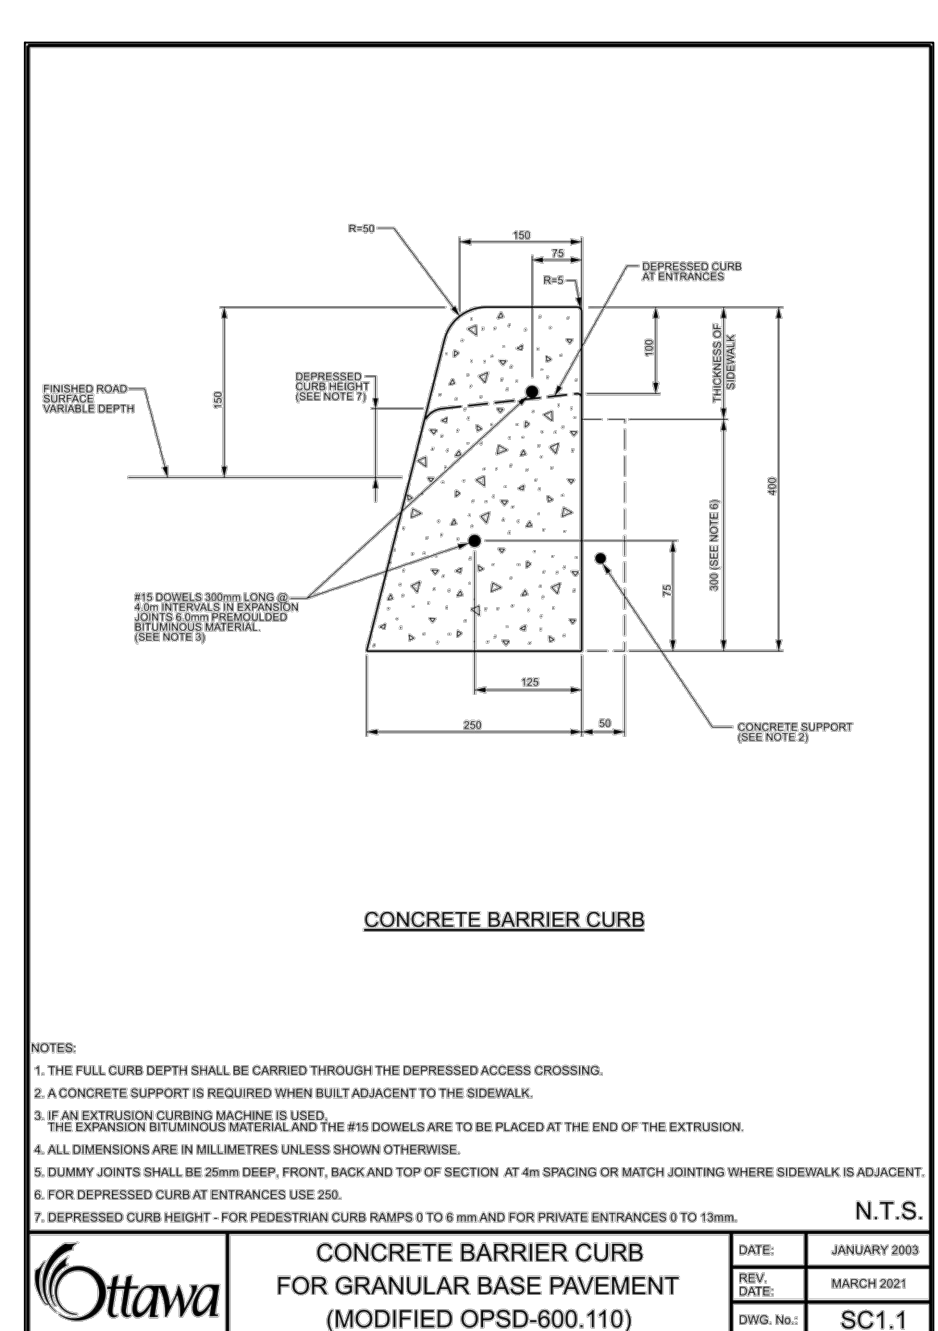 R=50
150
75
R=5
DEPRESSED CURB
AT ENTRANCES
100
THICKNESS OF
SIDEWALK
DEPRESSED
CURB HEIGHT
(SEE NOTE 7)
FINISHED ROAD
SURFACE
VARIABLE DEPTH
150
400
300 (SEE NOTE 6)
75
#15 DOWELS 300mm LONG @
4.0m INTERVALS IN EXPANSION
JOINTS 6.0mm PREMOULDED
BITUMINOUS MATERIAL.
(SEE NOTE 3)
125
250
50
CONCRETE SUPPORT
(SEE NOTE 2)
CONCRETE BARRIER CURB
NOTES:
1. THE FULL CURB DEPTH SHALL BE CARRIED THROUGH THE DEPRESSED ACCESS CROSSING.
2. A CONCRETE SUPPORT IS REQUIRED WHEN BUILT ADJACENT TO THE SIDEWALK.
3. IF AN EXTRUSION CURBING MACHINE IS USED,
THE EXPANSION BITUMINOUS MATERIAL AND THE #15 DOWELS ARE TO BE PLACED AT THE END OF THE EXTRUSION.
4. ALL DIMENSIONS ARE IN MILLIMETRES UNLESS SHOWN OTHERWISE.
5. DUMMY JOINTS SHALL BE 25mm DEEP, FRONT, BACK AND TOP OF SECTION AT 4m SPACING OR MATCH JOINTING WHERE SIDEWALK IS ADJACENT.
6. FOR DEPRESSED CURB AT ENTRANCES USE 250.
7. DEPRESSED CURB HEIGHT - FOR PEDESTRIAN CURB RAMPS 0 TO 6 mm AND FOR PRIVATE ENTRANCES 0 TO 13mm.
N.T.S.
Ottawa
CONCRETE BARRIER CURB
FOR GRANULAR BASE PAVEMENT
(MODIFIED OPSD-600.110)
DATE: JANUARY 2003
REV. DATE: MARCH 2021
DWG. No.: SC1.1